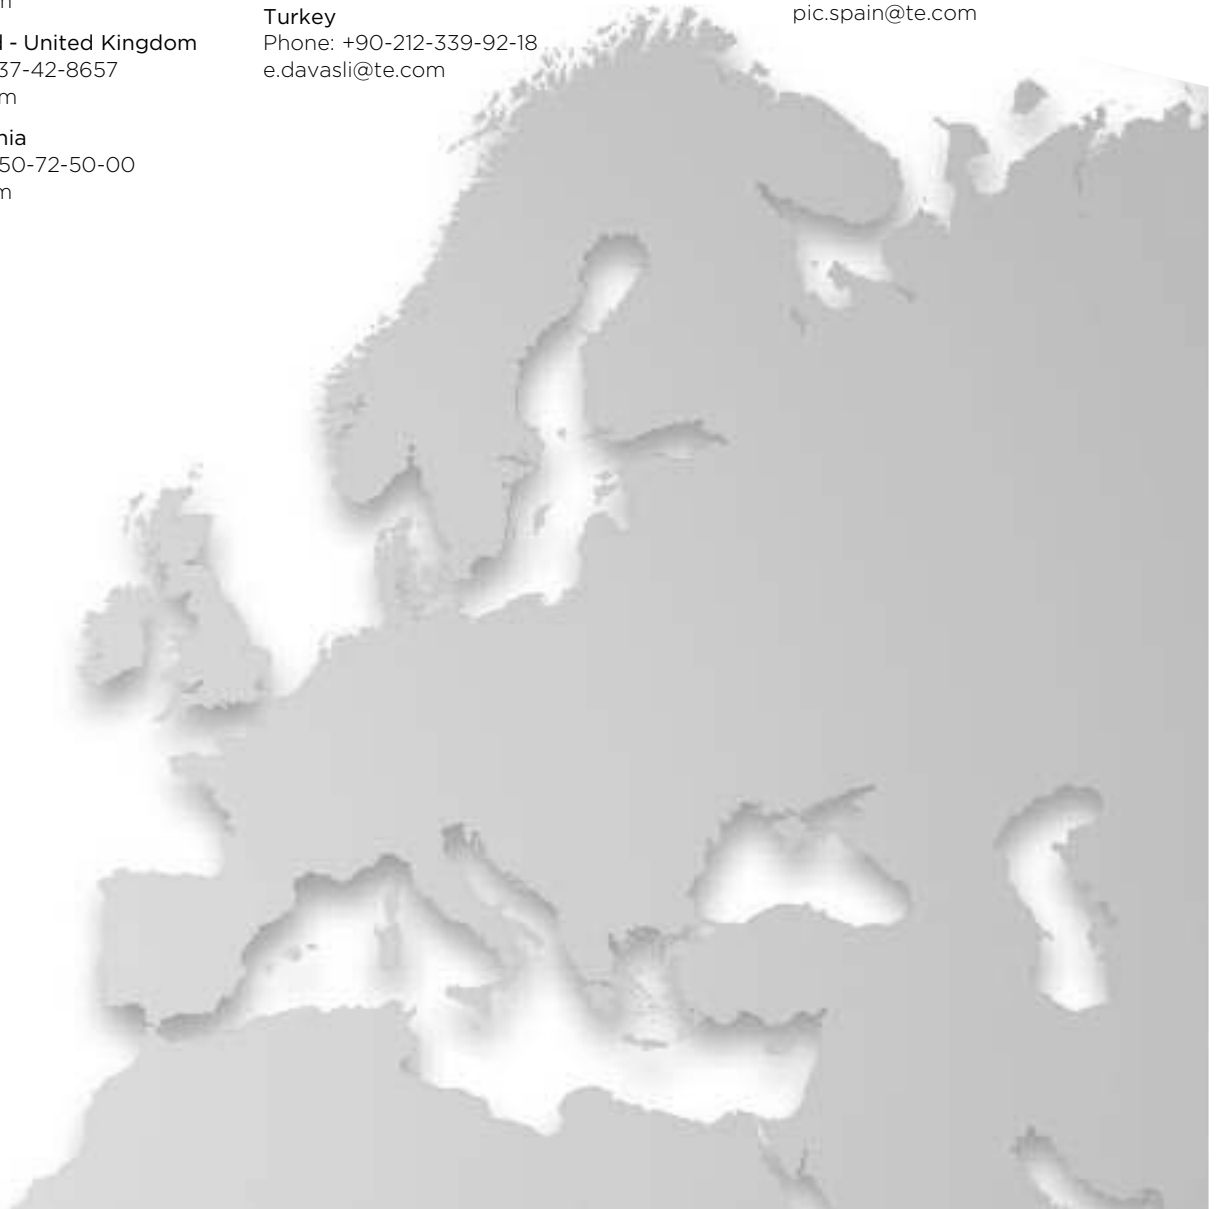 - United Kingdom
37-42-8657
50-72-50-00
Turkey
Phone: +90-212-339-92-18
e.davasli@te.com
pic.spain@te.com